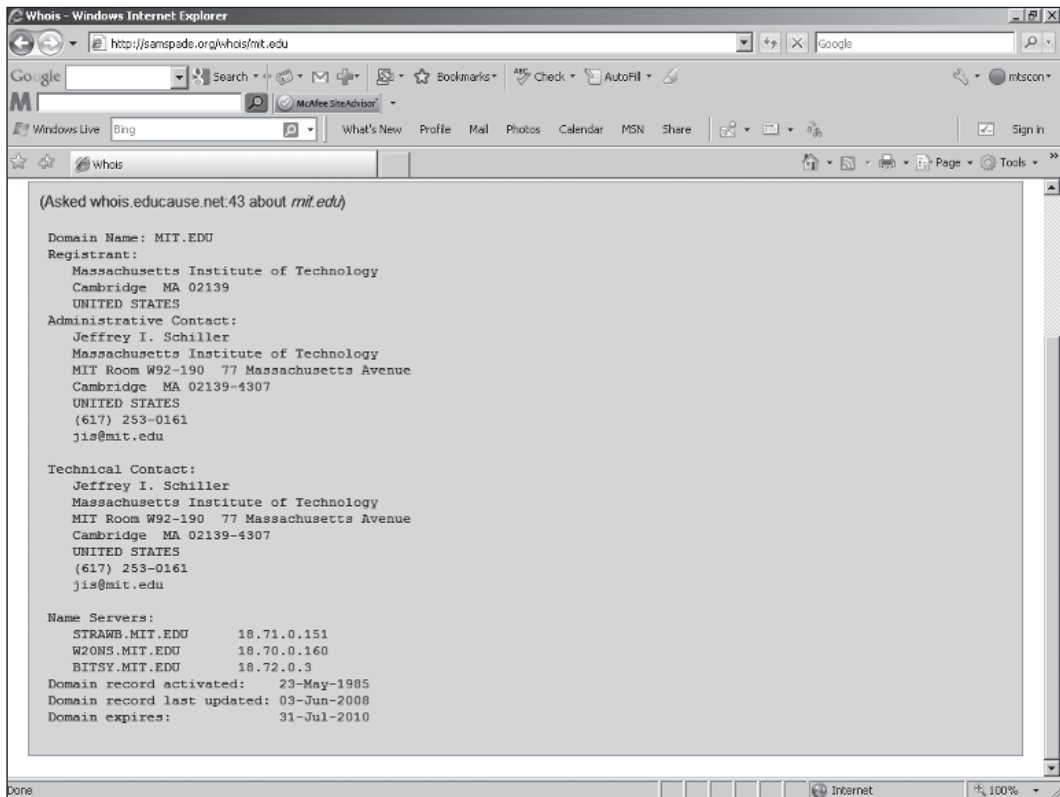 Whois - Windows Internet Explorer
http://samspade.org/whois/mit.edu
Google
Google
Search
Bookmarks
ABC
Check
AutoFill
mtscon
M
McAfee SiteAdvisor
Windows Live
Bing
What's New
Profile
Mail
Photos
Calendar
MSN
Share
Sign in
Whois
Page
Tools
(Asked whois.educause.net:43 about mit.edu)
Domain Name: MIT.EDU
Registrant:
Massachusetts Institute of Technology
Cambridge MA 02139
UNITED STATES
Administrative Contact:
Jeffrey I. Schiller
Massachusetts Institute of Technology
MIT Room W92-190 77 Massachusetts Avenue
Cambridge MA 02139-4307
UNITED STATES
(617) 253-0161
jis@mit.edu
Technical Contact:
Jeffrey I. Schiller
Massachusetts Institute of Technology
MIT Room W92-190 77 Massachusetts Avenue
Cambridge MA 02139-4307
UNITED STATES
(617) 253-0161
jis@mit.edu
Name Servers:
STRAWB.MIT.EDU 18.71.0.151
W20NS.MIT.EDU 18.70.0.160
BITSY.MIT.EDU 18.72.0.3
Domain record activated: 23-May-1985
Domain record last updated: 03-Jun-2008
Domain expires: 31-Jul-2010
Done
Internet
100%